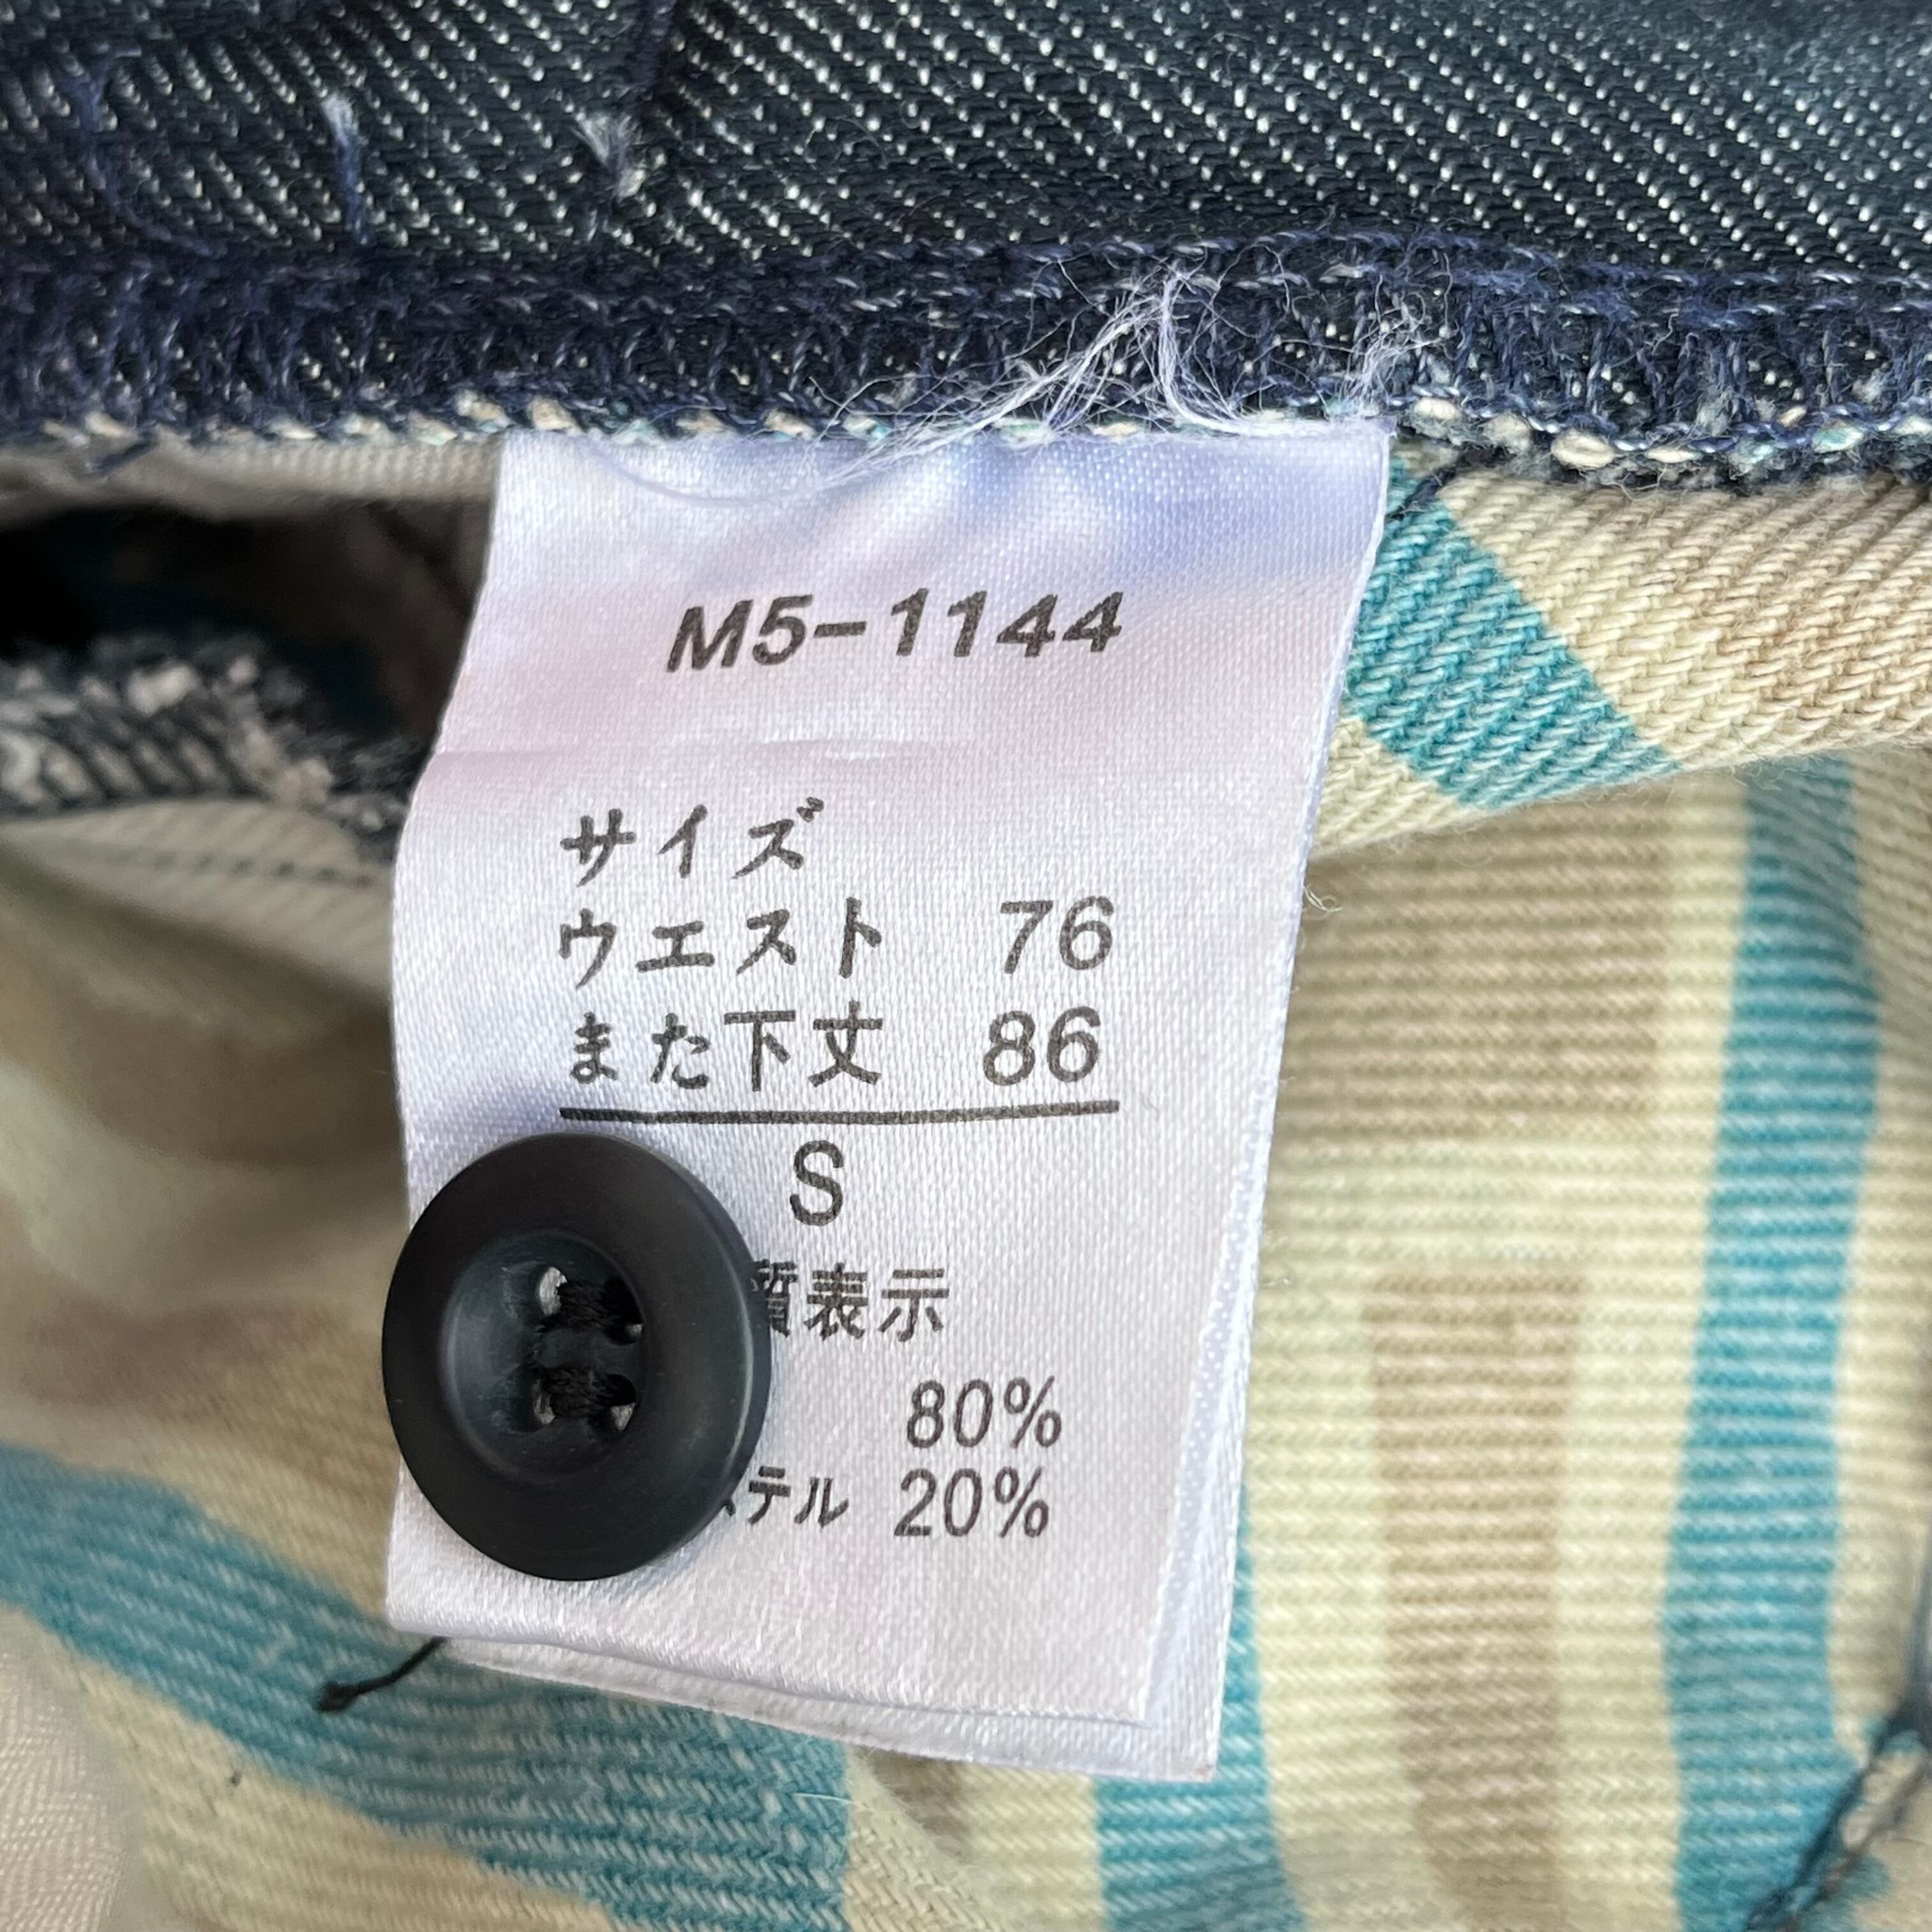 M5-1144
サイズ
ウエスト 76
また下丈 86
S
質表示
80%
テル 20%